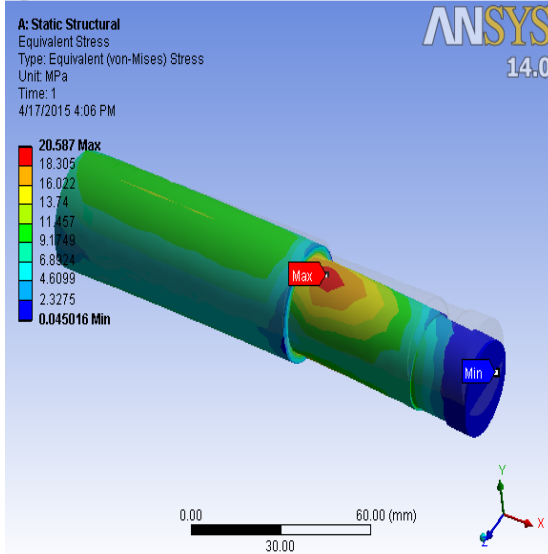 A: Static Structural
Equivalent Stress
Type: Equivalent (von-Mises) Stress
Unit: MPa
Time: 1
4/17/2015 4:06 PM
ANSYS
14.0
20.587 Max
18.305
16.022
13.74
11.457
9.1749
6.8924
4.6099
2.3275
0.045016 Min
Max
Min
0.00 60.00 (mm)
30.00
Y
X
Z